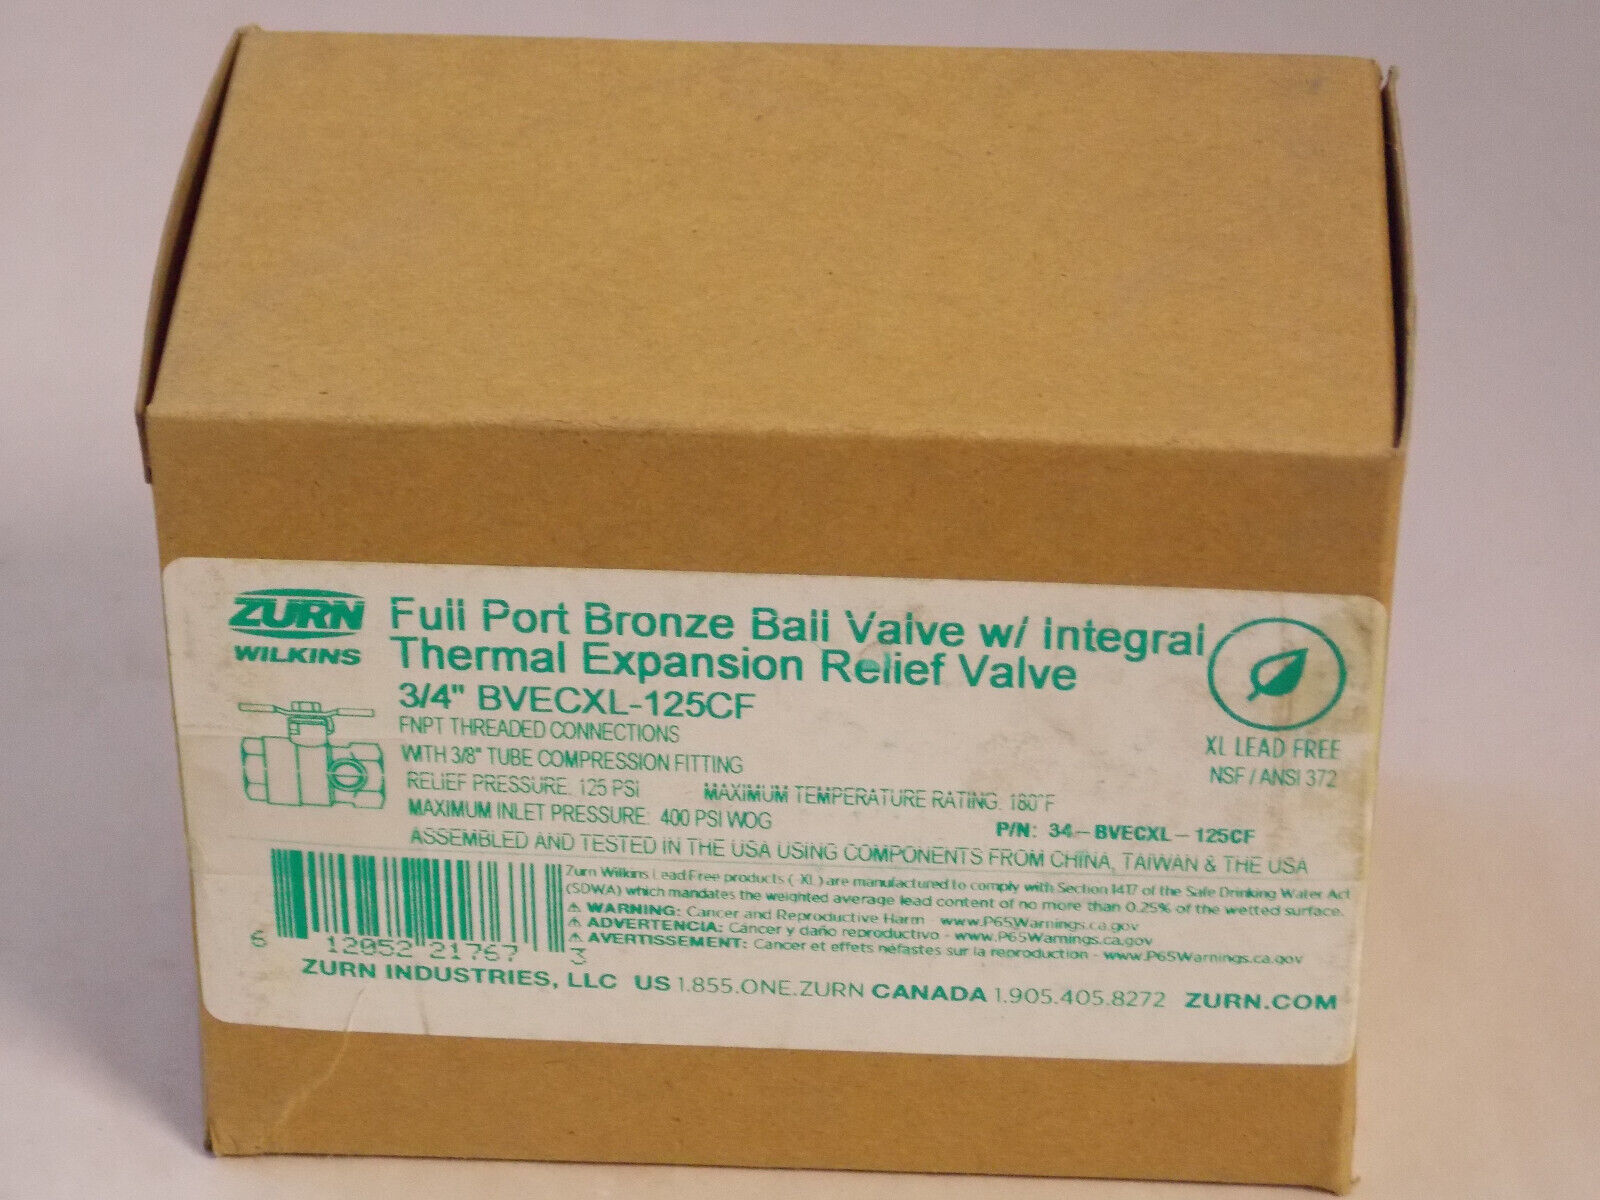 ZURN
WILKINS
Full Port Bronze Ball Valve w/ Integral
Thermal Expansion Relief Valve
3/4" BVECXL-125CF
FNPT THREADED CONNECTIONS
WITH 3/8" TUBE COMPRESSION FITTING
RELIEF PRESSURE: 125 PSI MAXIMUM TEMPERATURE RATING: 180°F
MAXIMUM INLET PRESSURE: 400 PSI WOG
P/N: 34-BVECXL-125CF
ASSEMBLED AND TESTED IN THE USA USING COMPONENTS FROM CHINA, TAIWAN & THE USA
XL LEAD FREE
NSF / ANSI 372
Zurn Wilkins Lead Free products (-XL) are manufactured to comply with Section 1417 of the Safe Drinking Water Act
(SDWA) which mandates the weighted average lead content of no more than 0.25% of the wetted surface.
⚠ WARNING: Cancer and Reproductive Harm - www.P65Warnings.ca.gov
⚠ ADVERTENCIA: Cáncer y daño reproductivo - www.P65Warnings.ca.gov
⚠ AVERTISSEMENT: Cancer et effets néfastes sur la reproduction - www.P65Warnings.ca.gov
6 12052 21767 3
ZURN INDUSTRIES, LLC US 1.855.ONE.ZURN CANADA 1.905.405.8272 ZURN.COM